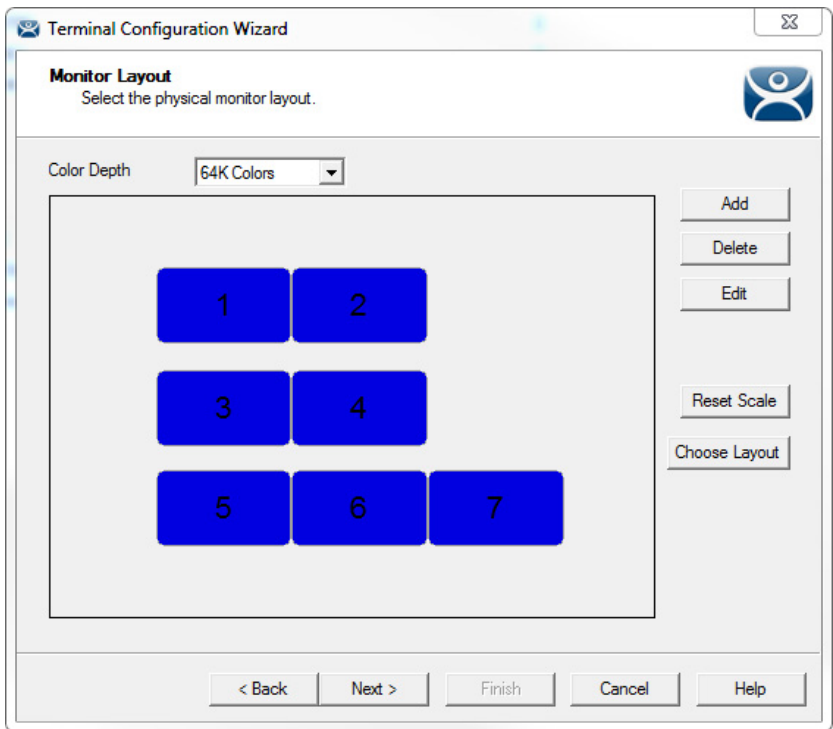 Terminal Configuration Wizard
Monitor Layout
Select the physical monitor layout.
Color Depth
64K Colors
Add
Delete
Edit
1 2
3 4
5 6 7
Reset Scale
Choose Layout
< Back Next > Finish Cancel Help